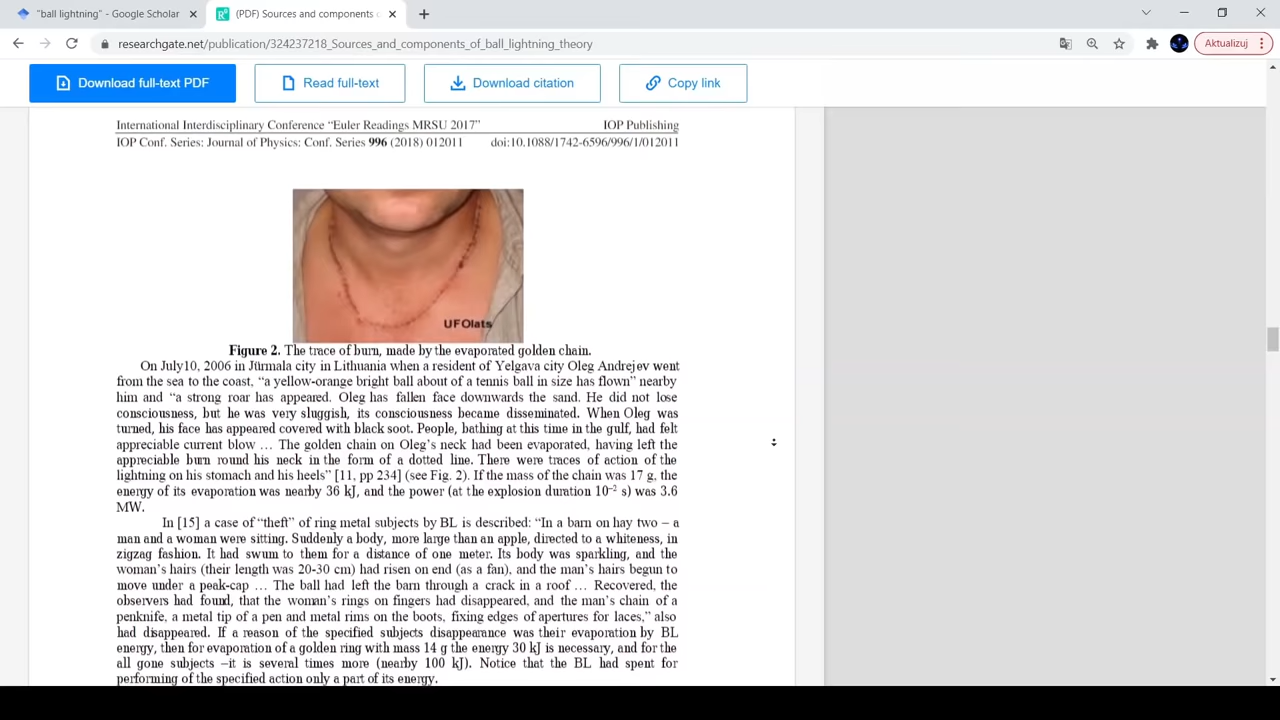 "ball lightning" - Google Scholar
(PDF) Sources and components o
researchgate.net/publication/324237218_Sources_and_components_of_ball_lightning_theory
Aktualizuj
Download full-text PDF
Read full-text
Download citation
Copy link
International Interdisciplinary Conference “Euler Readings MRSU 2017” IOP Publishing
IOP Conf. Series: Journal of Physics: Conf. Series 996 (2018) 012011 doi:10.1088/1742-6596/996/1/012011
UFOlats
Figure 2. The trace of burn, made by the evaporated golden chain.
On July10, 2006 in Jūrmala city in Lithuania when a resident of Yelgava city Oleg Andrejev went
from the sea to the coast, “a yellow-orange bright ball about of a tennis ball in size has flown” nearby
him and “a strong roar has appeared. Oleg has fallen face downwards the sand. He did not lose
consciousness, but he was very sluggish, its consciousness became disseminated. When Oleg was
turned, his face has appeared covered with black soot. People, bathing at this time in the gulf, had felt
appreciable current blow … The golden chain on Oleg’s neck had been evaporated, having left the
appreciable burn round his neck in the form of a dotted line. There were traces of action of the
lightning on his stomach and his heels” [11, pp 234] (see Fig. 2). If the mass of the chain was 17 g, the
energy of its evaporation was nearby 36 kJ, and the power (at the explosion duration 10⁻² s) was 3.6
MW.
In [15] a case of “theft” of ring metal subjects by BL is described: “In a barn on hay two – a
man and a woman were sitting. Suddenly a body, more large than an apple, directed to a whiteness, in
zigzag fashion. It had swum to them for a distance of one meter. Its body was sparkling, and the
woman’s hairs (their length was 20-30 cm) had risen on end (as a fan), and the man’s hairs begun to
move under a peak-cap … The ball had left the barn through a crack in a roof … Recovered, the
observers had found, that the woman’s rings on fingers had disappeared, and the man’s chain of a
penknife, a metal tip of a pen and metal rims on the boots, fixing edges of apertures for laces,” also
had disappeared. If a reason of the specified subjects disappearance was their evaporation by BL
energy, then for evaporation of a golden ring with mass 14 g the energy 30 kJ is necessary, and for the
all gone subjects –it is several times more (nearby 100 kJ). Notice that the BL had spent for
performing of the specified action only a part of its energy.